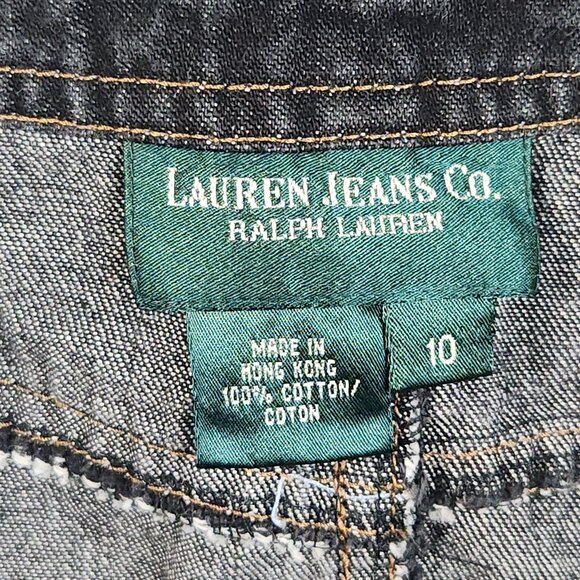 LAUREN JEANS CO.
RALPH LAUREN
MADE IN
HONG KONG
100% COTTON/
COTON
10